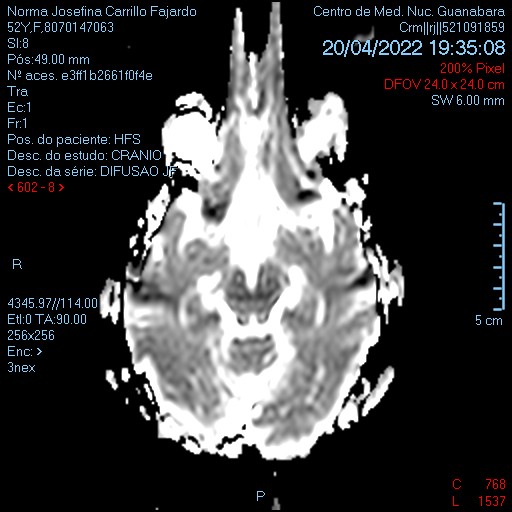 Norma Josefina Carrillo Fajardo
52Y,F,8070147063
Sl:8
Pós:49.00 mm
Nº aces. e3ff1b2661f0f4e
Tra
Ec:1
Fr:1
Pos. do paciente: HFS
Desc. do estudo: CRANIO
Desc. da série: DIFUSAO JF
< 602 - 8 >
Centro de Med. Nuc. Guanabara
Crm||rj||521091859
20/04/2022 19:35:08
200% Pixel
DFOV 24.0 x 24.0 cm
SW 6.00 mm
R
4345.97//114.00
Etl:0 TA:90.00
256x256
Enc: >
3nex
5 cm
P
C 768
L 1537